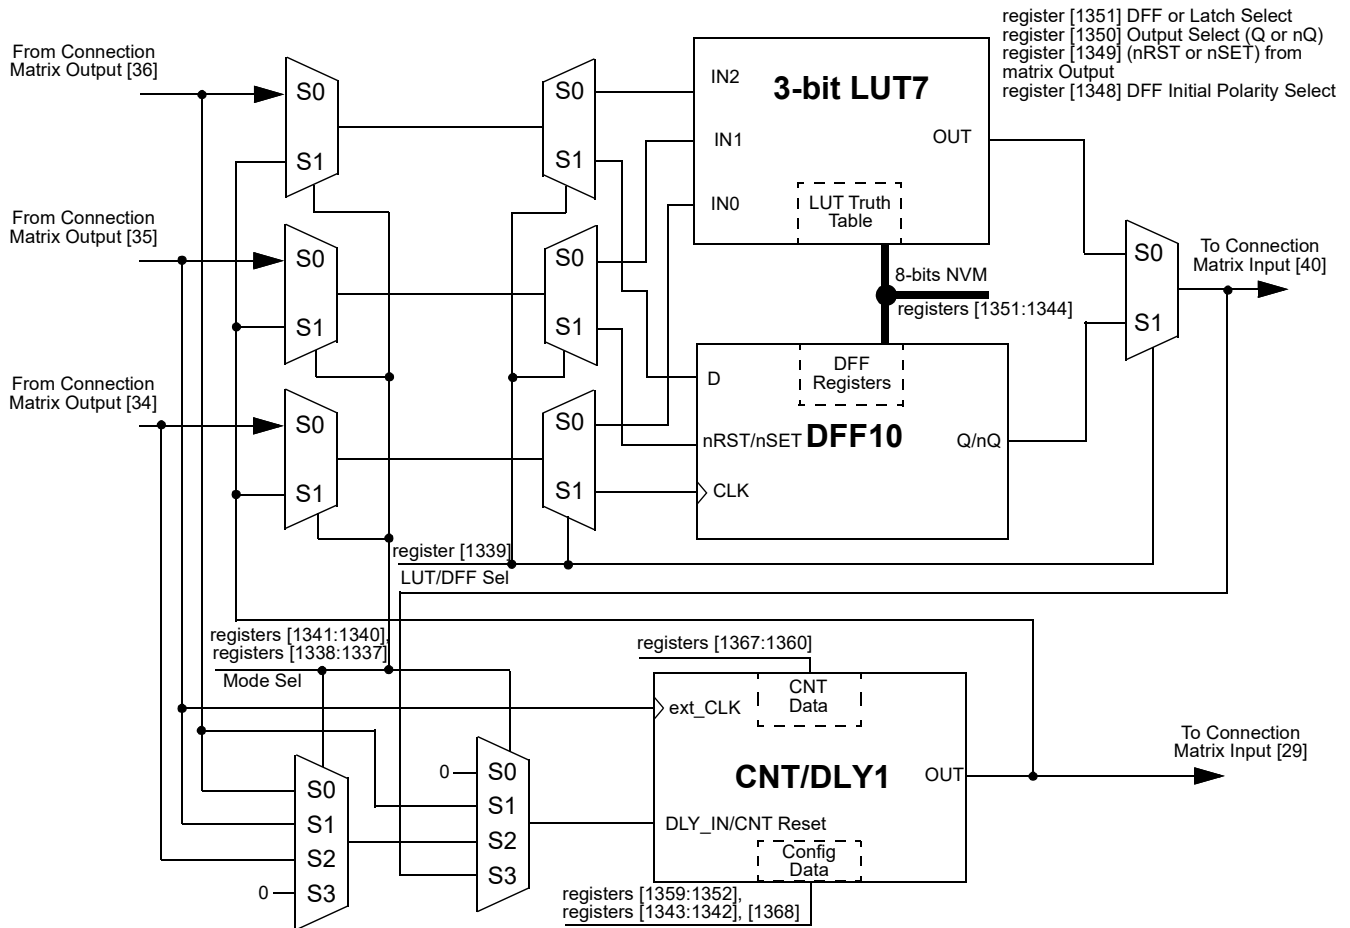 register [1351] DFF or Latch Select
register [1350] Output Select (Q or nQ)
register [1349] (nRST or nSET) from
matrix Output
register [1348] DFF Initial Polarity Select
From Connection
Matrix Output [36]
S0
S1
S0
S1
IN2
3-bit LUT7
IN1
OUT
IN0
LUT Truth
Table
From Connection
Matrix Output [35]
S0
S1
S0
S1
8-bits NVM
registers [1351:1344]
S0
S1
To Connection
Matrix Input [40]
From Connection
Matrix Output [34]
S0
S1
S0
S1
DFF
Registers
D
nRST/nSET
DFF10
Q/nQ
CLK
register [1339]
LUT/DFF Sel
registers [1341:1340],
registers [1338:1337]
Mode Sel
registers [1367:1360]
CNT
Data
ext_CLK
CNT/DLY1
OUT
To Connection
Matrix Input [29]
DLY_IN/CNT Reset
Config
Data
0
S0
S1
S2
S3
S0
S1
S2
0
S3
registers [1359:1352],
registers [1343:1342], [1368]